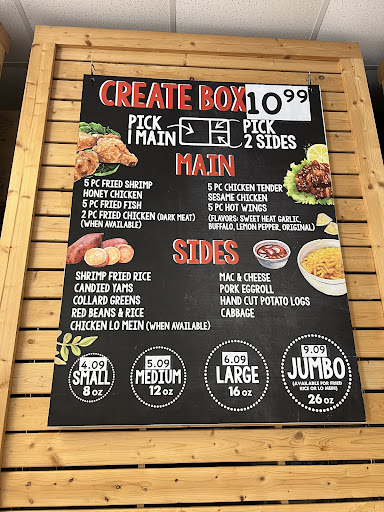 CREATE BOX 10.99
PICK 1 MAIN
PICK 2 SIDES
MAIN
5 PC FRIED SHRIMP
HONEY CHICKEN
5 PC FRIED FISH
2 PC FRIED CHICKEN (DARK MEAT)
(WHEN AVAILABLE)
5 PC CHICKEN TENDER
SESAME CHICKEN
5 PC HOT WINGS
(FLAVORS: SWEET HEAT GARLIC,
BUFFALO, LEMON PEPPER, ORIGINAL)
SIDES
SHRIMP FRIED RICE
CANDIED YAMS
COLLARD GREENS
RED BEANS & RICE
CHICKEN LO MEIN (WHEN AVAILABLE)
MAC & CHEESE
PORK EGGROLL
HAND CUT POTATO LOGS
CABBAGE
4.09
SMALL
8 OZ
5.09
MEDIUM
12 OZ
6.09
LARGE
16 OZ
9.09
JUMBO
(AVAILABLE FOR FRIED
RICE OR LO MEIN)
26 OZ